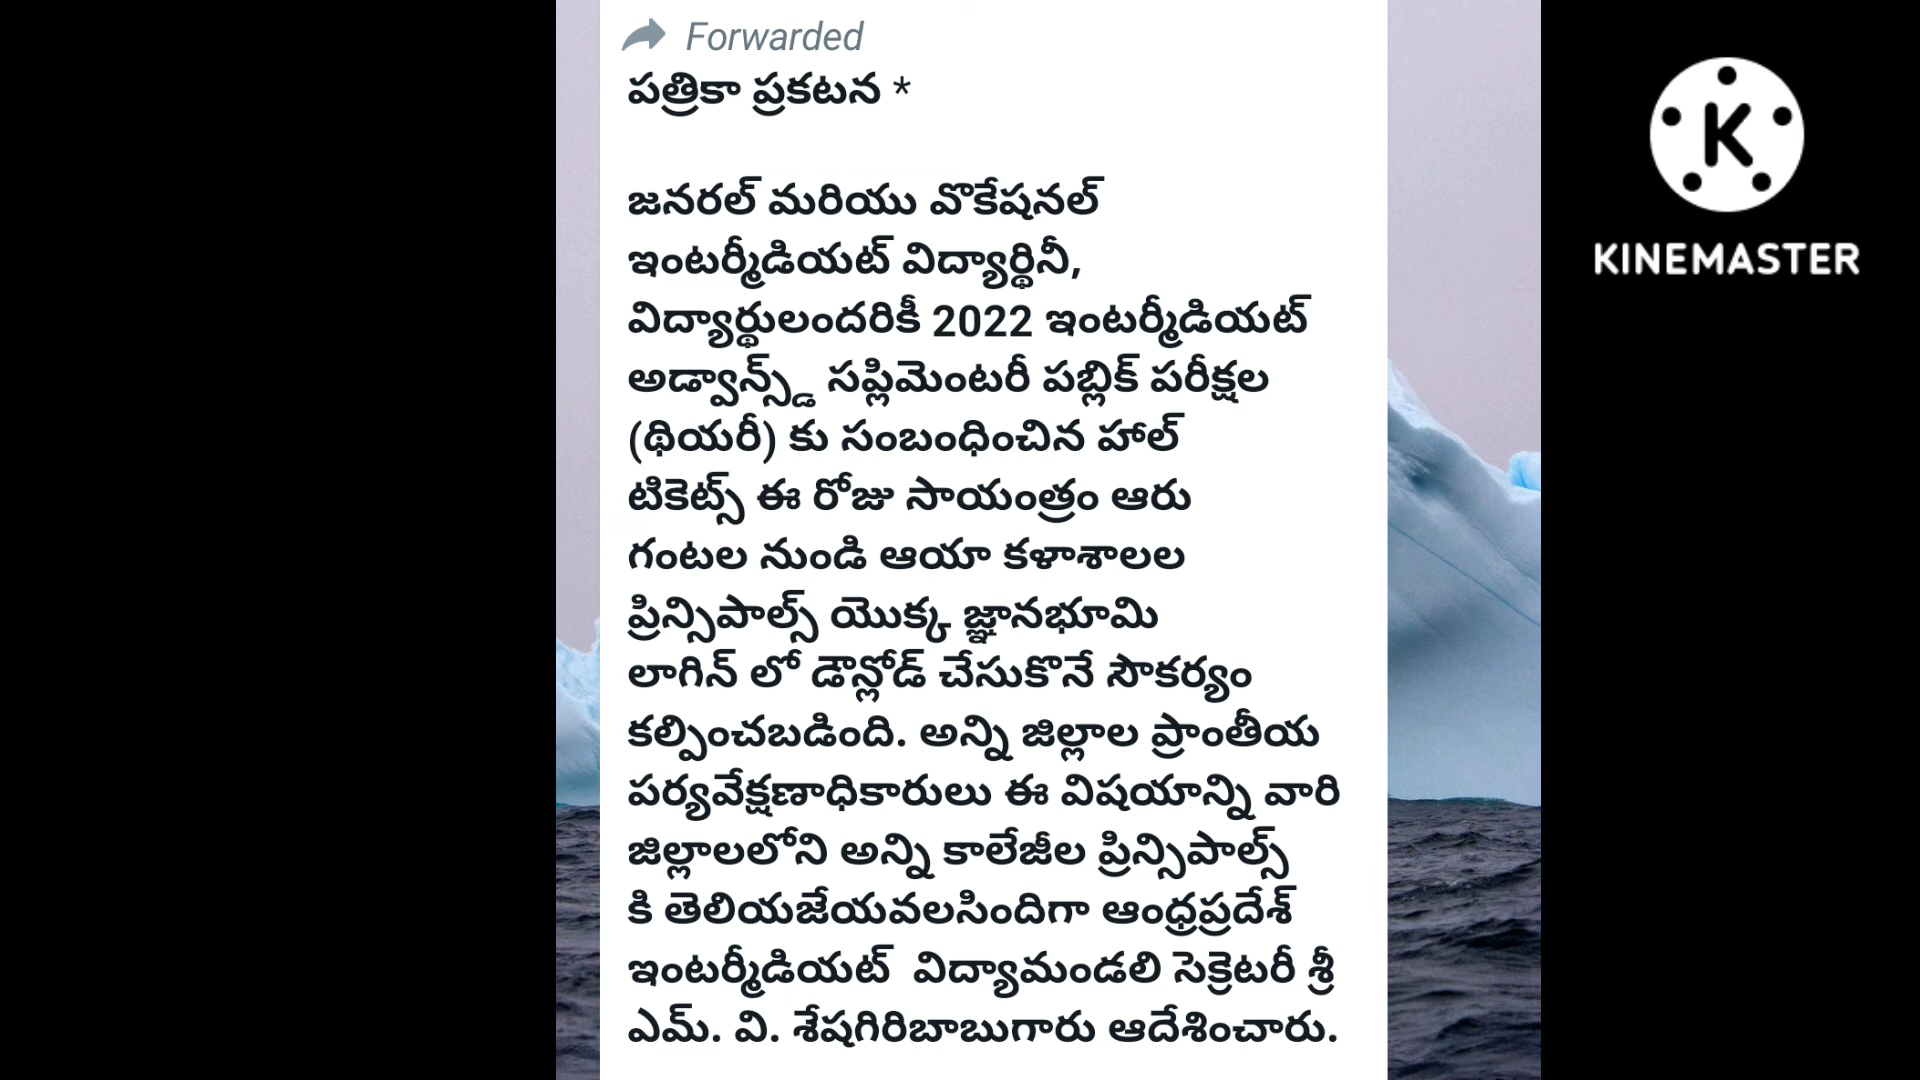 Forwarded
పత్రికా ప్రకటన *
జనరల్ మరియు వొకేషనల్
ఇంటర్మీడియట్ విద్యార్థినీ,
విద్యార్థులందరికీ 2022 ఇంటర్మీడియట్
అడ్వాన్స్డ్ సప్లిమెంటరీ పబ్లిక్ పరీక్షల
(థియరీ) కు సంబంధించిన హాల్
టికెట్స్ ఈ రోజు సాయంత్రం ఆరు
గంటల నుండి ఆయా కళాశాలల
ప్రిన్సిపాల్స్ యొక్క జ్ఞానభూమి
లాగిన్ లో డౌన్లోడ్ చేసుకొనే సౌకర్యం
కల్పించబడింది. అన్ని జిల్లాల ప్రాంతీయ
పర్యవేక్షణాధికారులు ఈ విషయాన్ని వారి
జిల్లాలలోని అన్ని కాలేజీల ప్రిన్సిపాల్స్
కి తెలియజేయవలసిందిగా ఆంధ్రప్రదేశ్
ఇంటర్మీడియట్ విద్యామండలి సెక్రెటరీ శ్రీ
ఎమ్. వి. శేషగిరిబాబుగారు ఆదేశించారు.
K
KINEMASTER